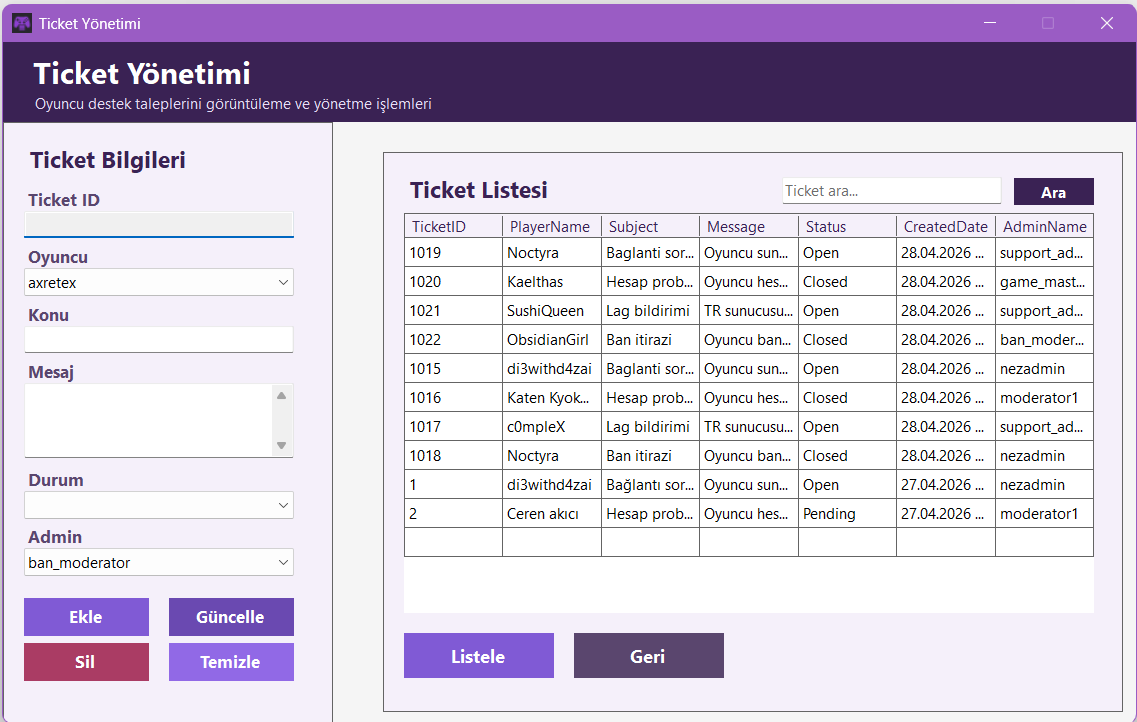 Ticket Yönetimi
Ticket Yönetimi
Oyuncu destek taleplerini görüntüleme ve yönetme işlemleri
Ticket Bilgileri
Ticket ID
Oyuncu
axretex
Konu
Mesaj
Durum
Admin
ban_moderator
Ekle Güncelle
Sil Temizle
Ticket Listesi
Ticket ara... Ara
TicketID PlayerName Subject Message Status CreatedDate AdminName
1019 Noctyra Baglanti sor... Oyuncu sun... Open 28.04.2026 ... support_ad...
1020 Kaelthas Hesap prob... Oyuncu hes... Closed 28.04.2026 ... game_mast...
1021 SushiQueen Lag bildirimi TR sunucusu... Open 28.04.2026 ... support_ad...
1022 ObsidianGirl Ban itirazi Oyuncu ban... Closed 28.04.2026 ... ban_moder...
1015 di3withd4zai Baglanti sor... Oyuncu sun... Open 28.04.2026 ... nezadmin
1016 Katen Kyok... Hesap prob... Oyuncu hes... Closed 28.04.2026 ... moderator1
1017 c0mpleX Lag bildirimi TR sunucusu... Open 28.04.2026 ... support_ad...
1018 Noctyra Ban itirazi Oyuncu ban... Closed 28.04.2026 ... nezadmin
1 di3withd4zai Bağlantı sor... Oyuncu sun... Open 27.04.2026 ... nezadmin
2 Ceren akıcı Hesap prob... Oyuncu hes... Pending 27.04.2026 ... moderator1
Listele Geri